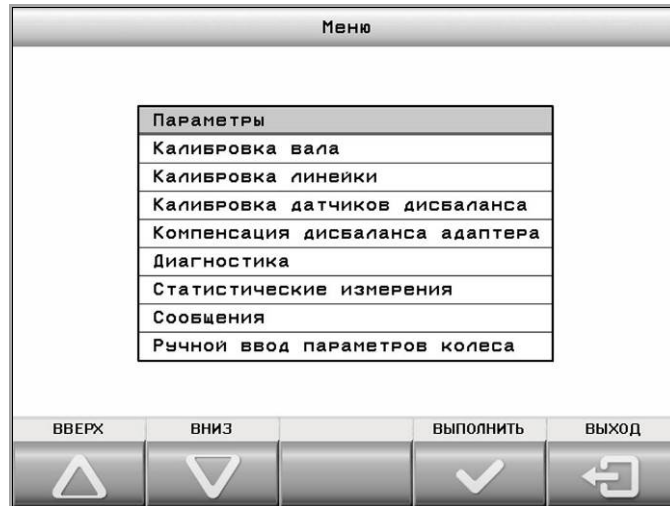 Меню
Параметры
Калибровка вала
Калибровка линейки
Калибровка датчиков дисбаланса
Компенсация дисбаланса адаптера
Диагностика
Статистические измерения
Сообщения
Ручной ввод параметров колеса
ВВЕРХ ВНИЗ ВЫПОЛНИТЬ ВЫХОД